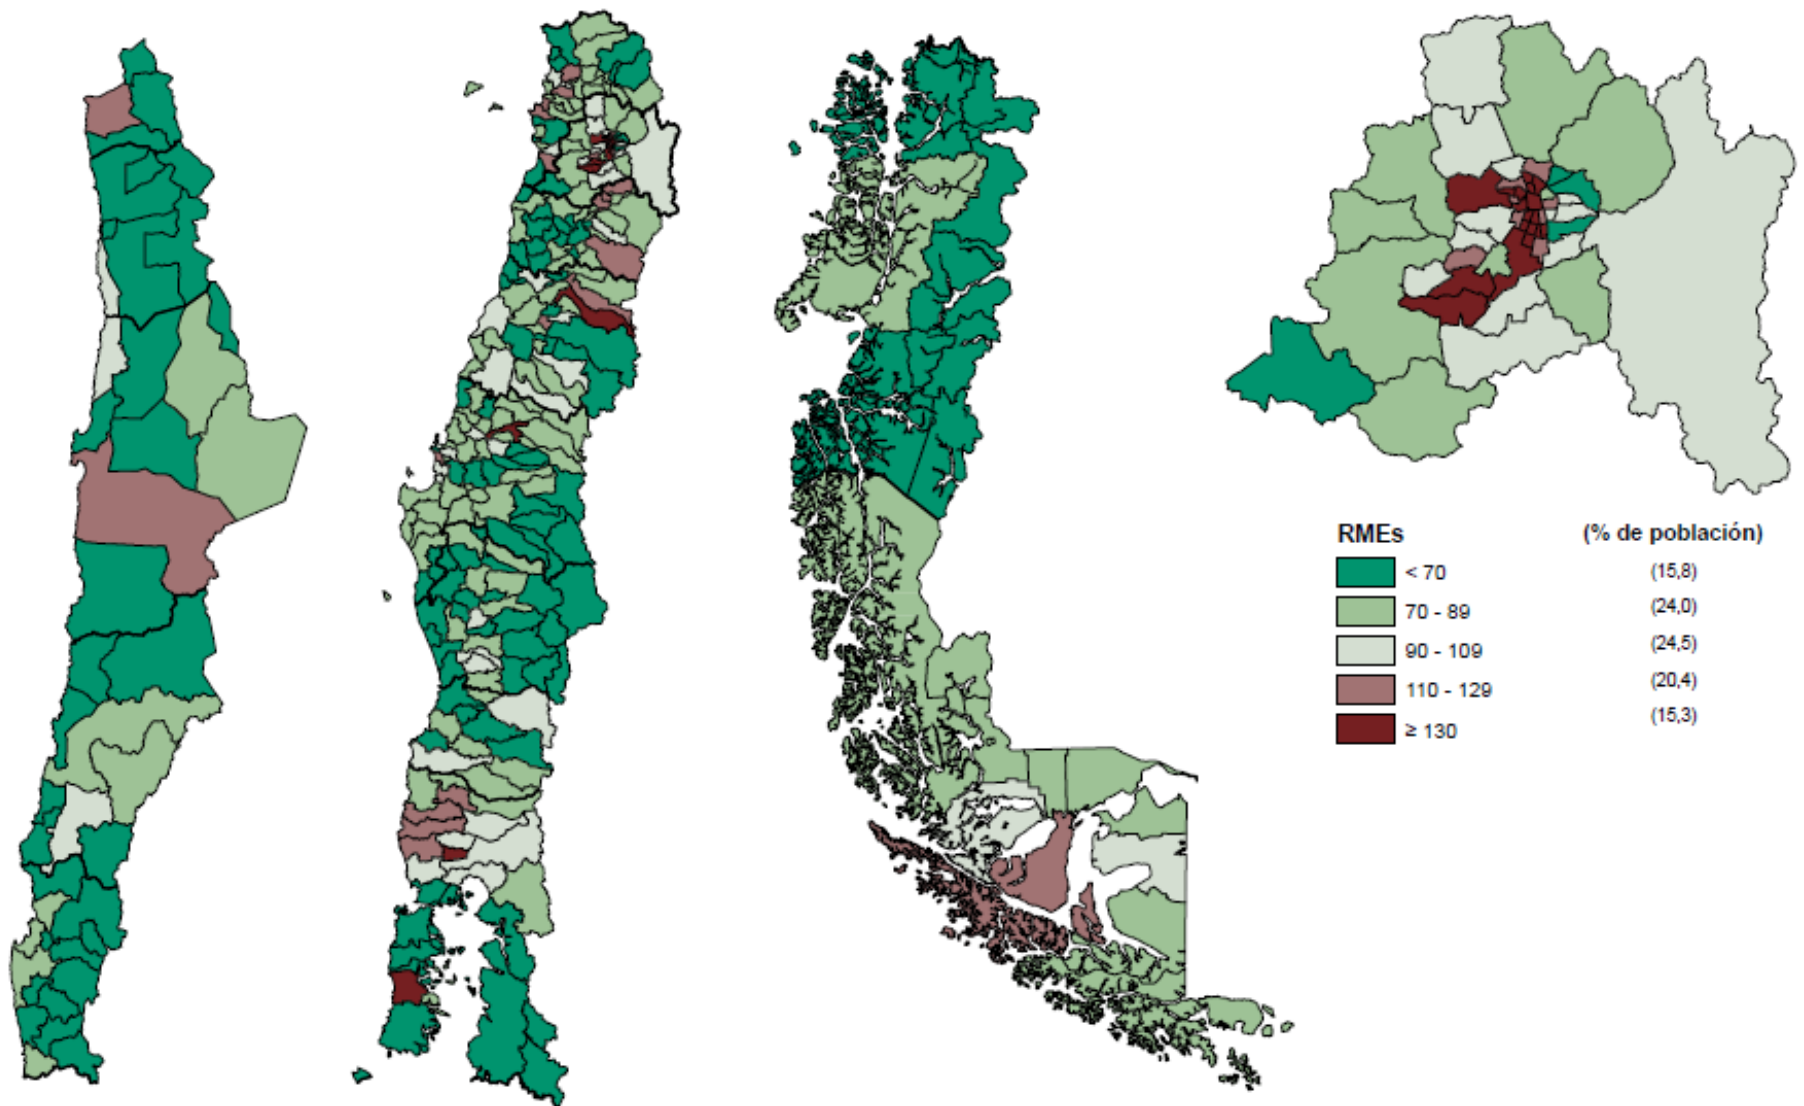 RMEs (% de población)
< 70 (15,8)
70 - 89 (24,0)
90 - 109 (24,5)
110 - 129 (20,4)
≥ 130 (15,3)